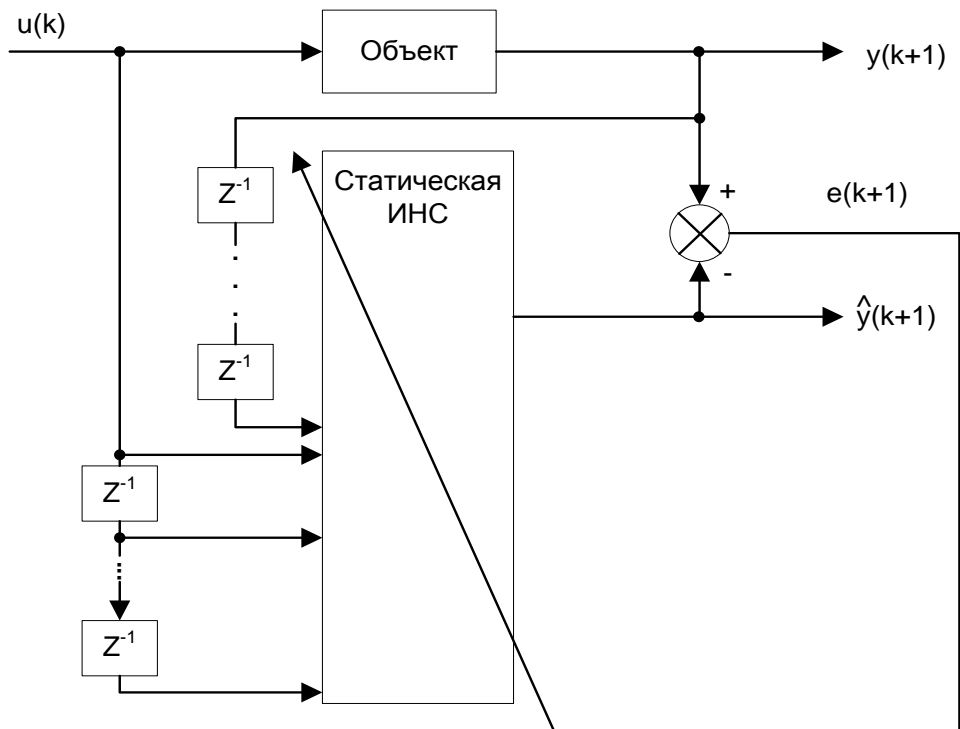 u(k)
Объект
y(k+1)
Z⁻¹
Статическая
ИНС
+
e(k+1)
-
ŷ(k+1)
Z⁻¹
Z⁻¹
Z⁻¹